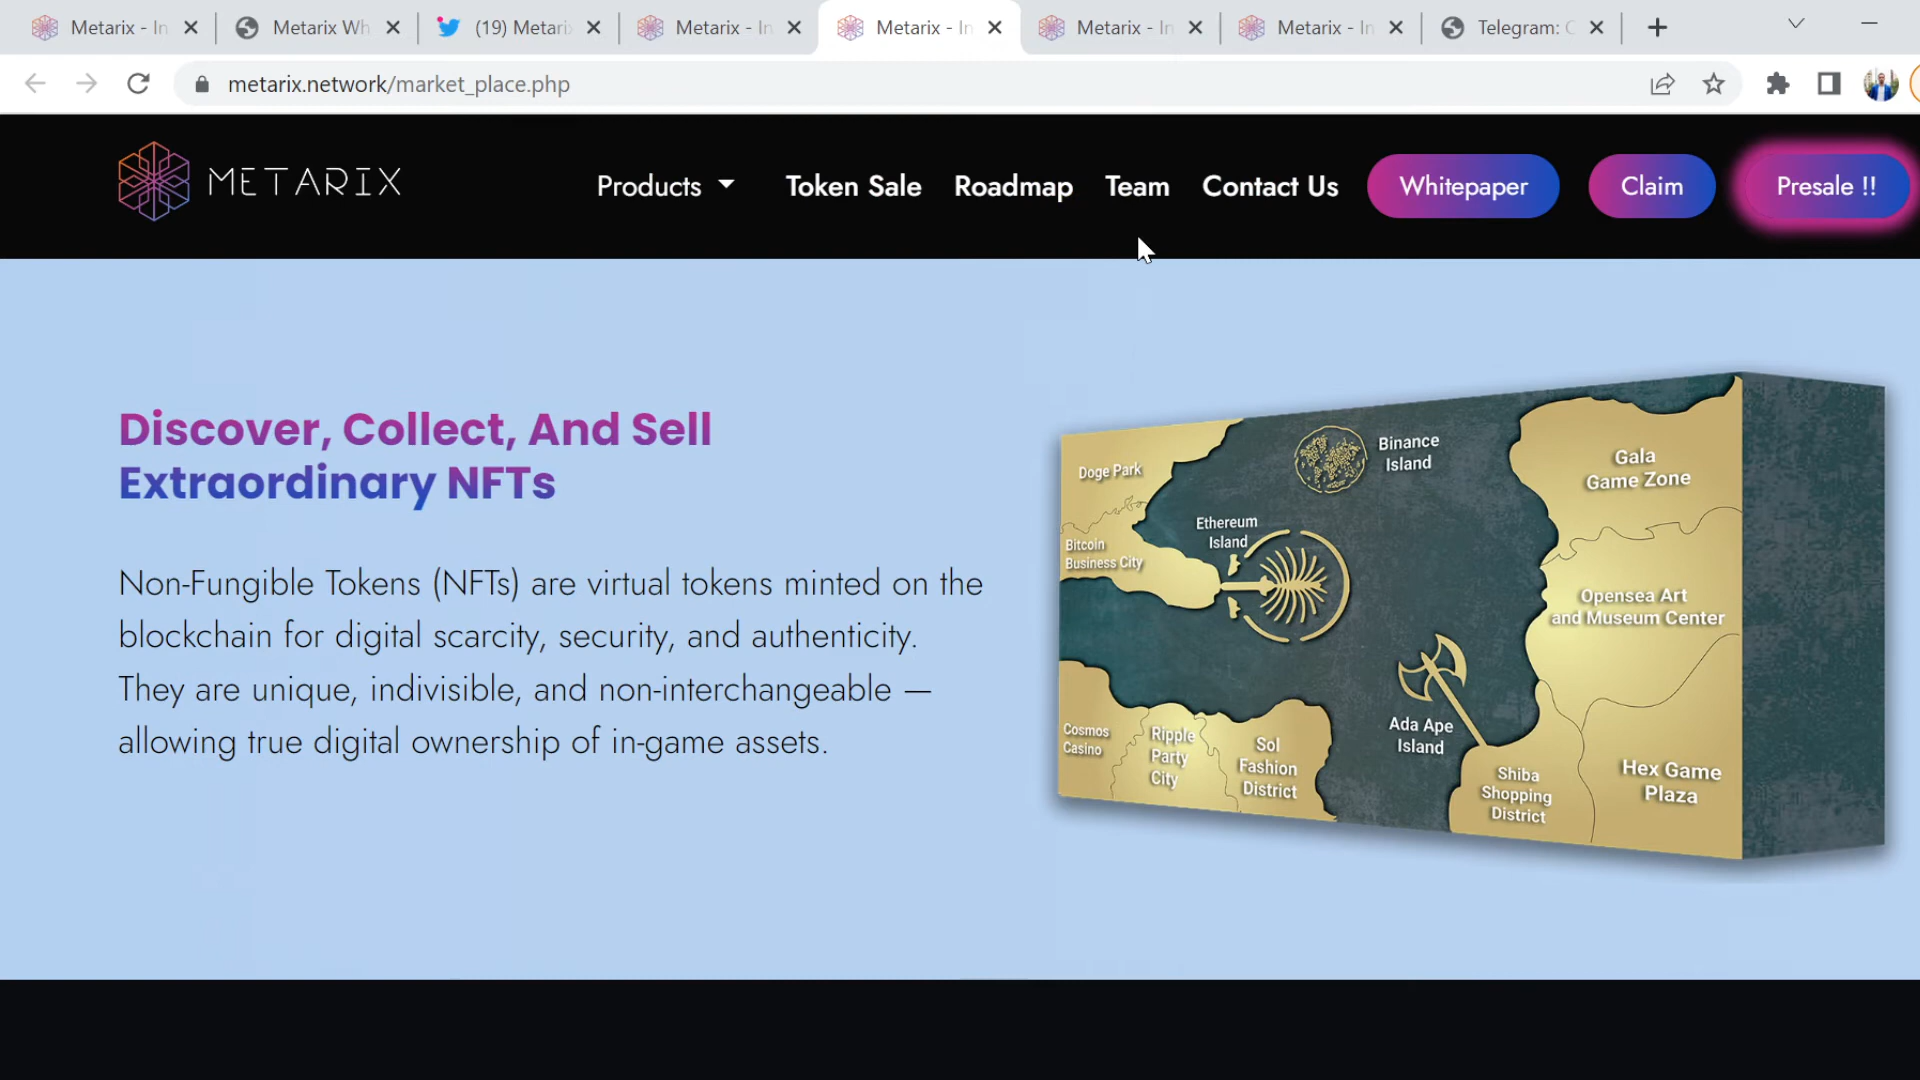 Metarix - In
Metarix Wh
(19) Metari
Metarix - In
Metarix - In
Metarix - In
Metarix - In
Telegram: C
metarix.network/market_place.php
METARIX
Products
Token Sale
Roadmap
Team
Contact Us
Whitepaper
Claim
Presale !!
Discover, Collect, And Sell
Extraordinary NFTs
Non-Fungible Tokens (NFTs) are virtual tokens minted on the
blockchain for digital scarcity, security, and authenticity.
They are unique, indivisible, and non-interchangeable —
allowing true digital ownership of in-game assets.
Doge Park
Binance
Island
Gala
Game Zone
Ethereum
Island
Bitcoin
Business City
Opensea Art
and Museum Center
Cosmos
Casino
Ripple
Party
City
Sol
Fashion
District
Ada Ape
Island
Shiba
Shopping
District
Hex Game
Plaza